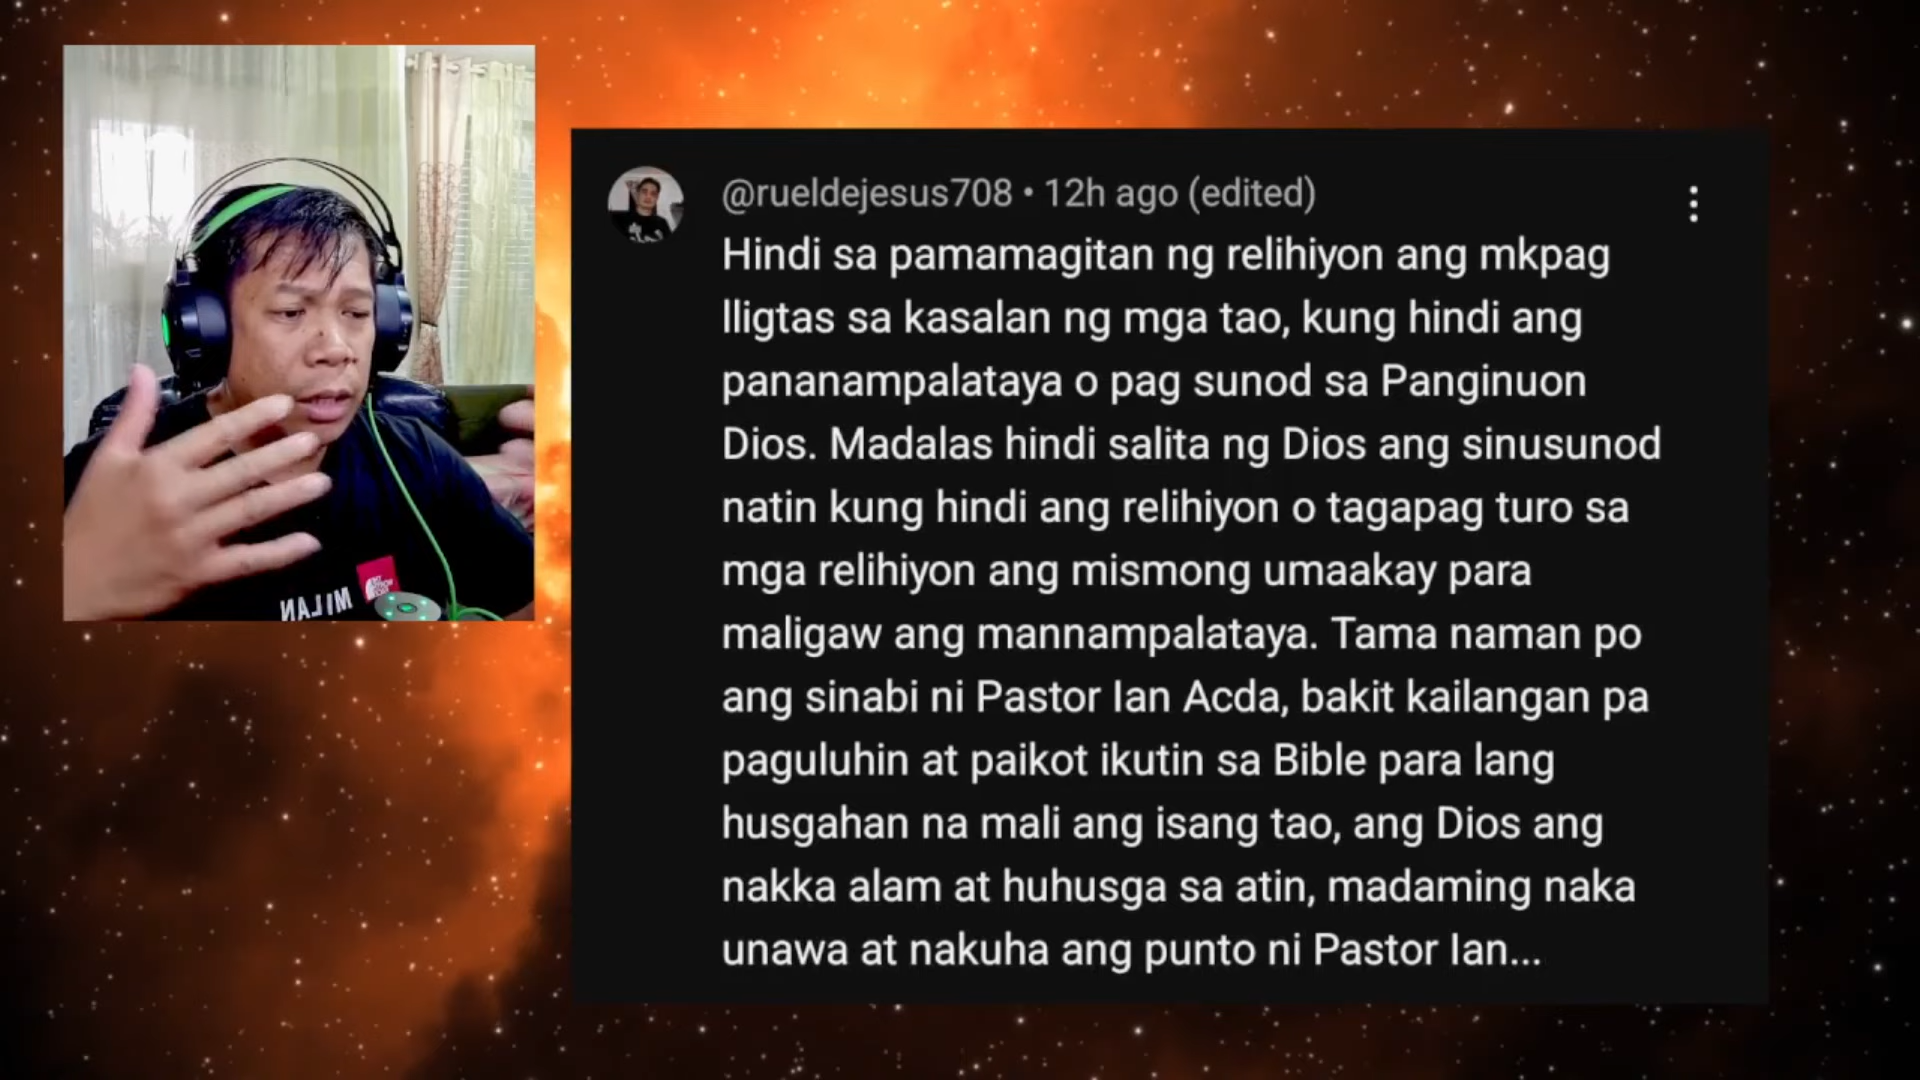 @rueldejesus708 • 12h ago (edited)
Hindi sa pamamagitan ng relihiyon ang mkpag
lligtas sa kasalan ng mga tao, kung hindi ang
pananampalataya o pag sunod sa Panginuon
Dios. Madalas hindi salita ng Dios ang sinusunod
natin kung hindi ang relihiyon o tagapag turo sa
mga relihiyon ang mismong umaakay para
maligaw ang mannampalataya. Tama naman po
ang sinabi ni Pastor Ian Acda, bakit kailangan pa
paguluhin at paikot ikutin sa Bible para lang
husgahan na mali ang isang tao, ang Dios ang
nakka alam at huhusga sa atin, madaming naka
unawa at nakuha ang punto ni Pastor Ian...
MILAN